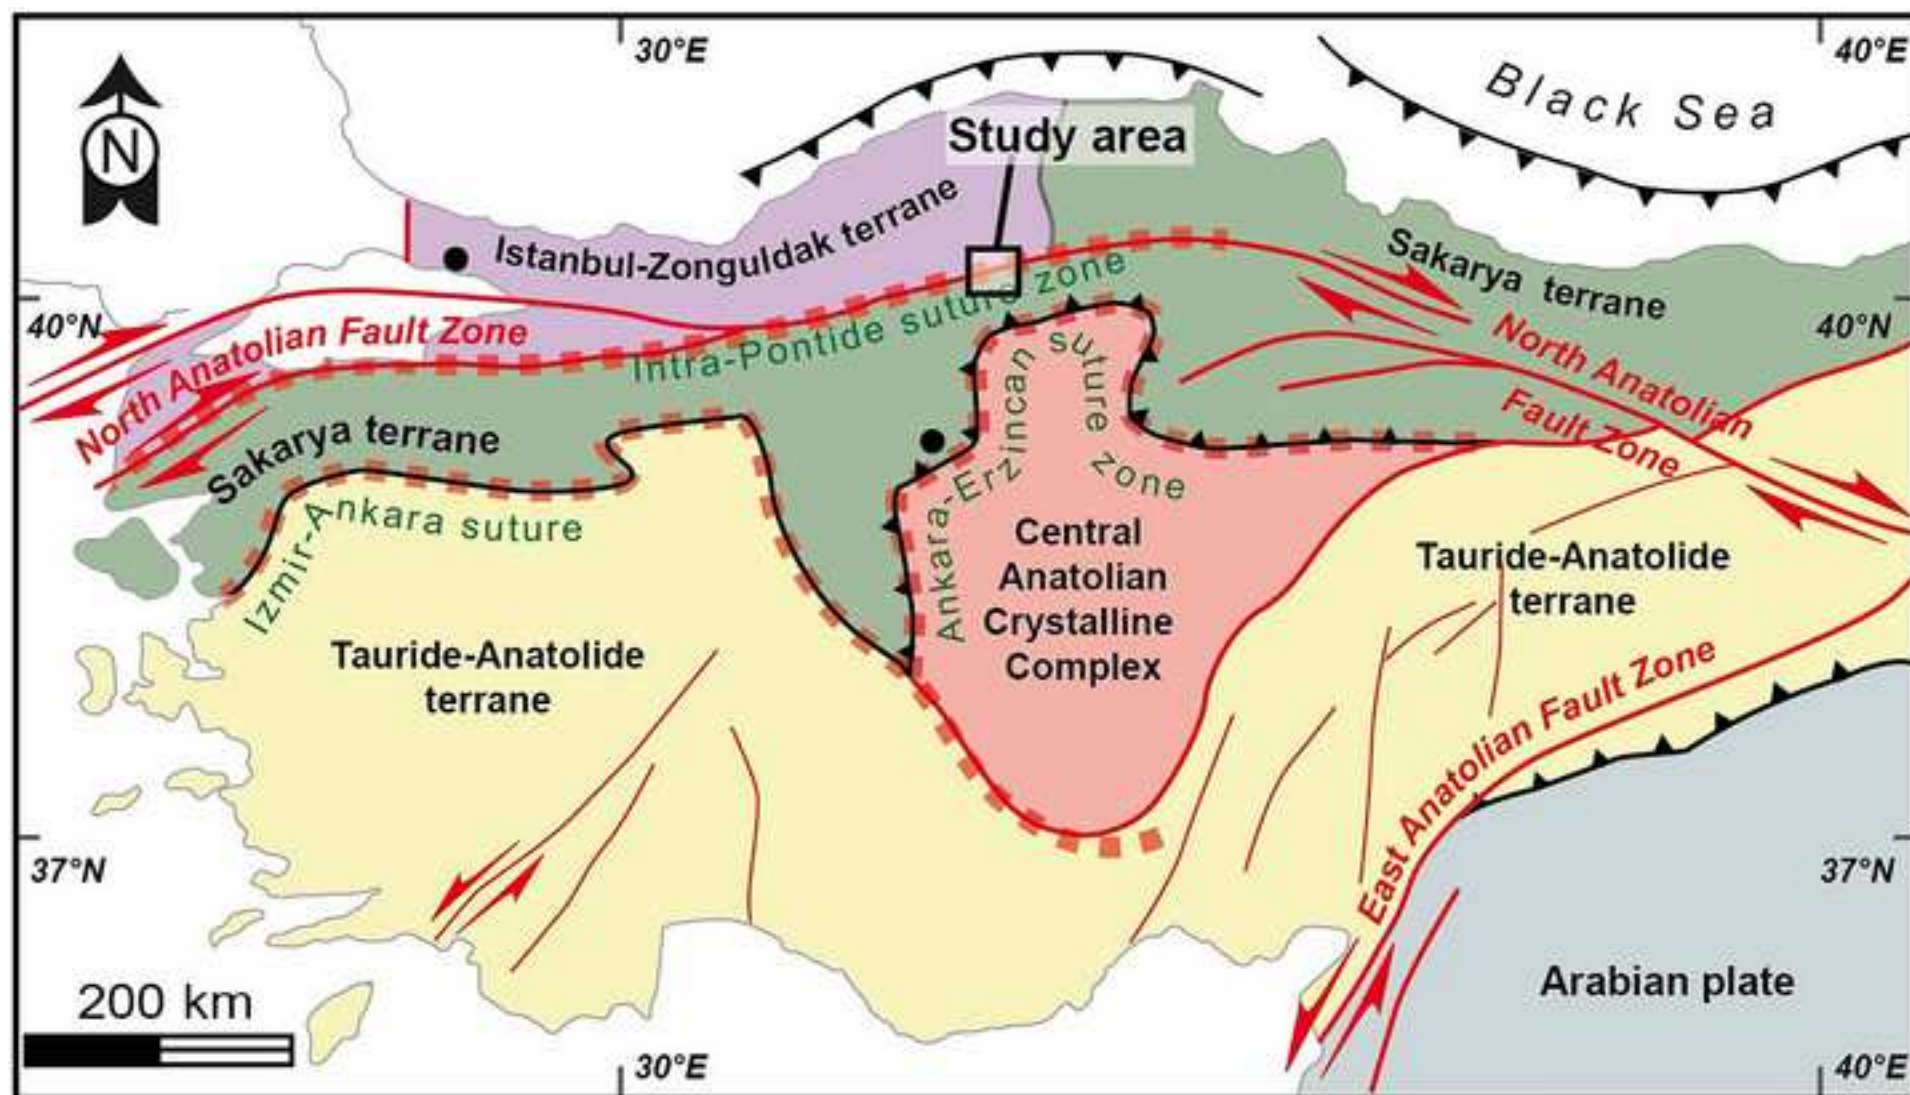 30°E
40°E
Black Sea
N
Study area
Istanbul-Zonguldak terrane
Sakarya terrane
40°N
40°N
North Anatolian Fault Zone
Intra-Pontide suture zone
North Anatolian
Fault Zone
Sakarya terrane
Izmir-Ankara suture
Ankara-Erzincan
suture
zone
Central
Anatolian
Crystalline
Complex
Tauride-Anatolide
terrane
Tauride-Anatolide
terrane
East Anatolian Fault Zone
37°N
37°N
Arabian plate
200 km
30°E
40°E